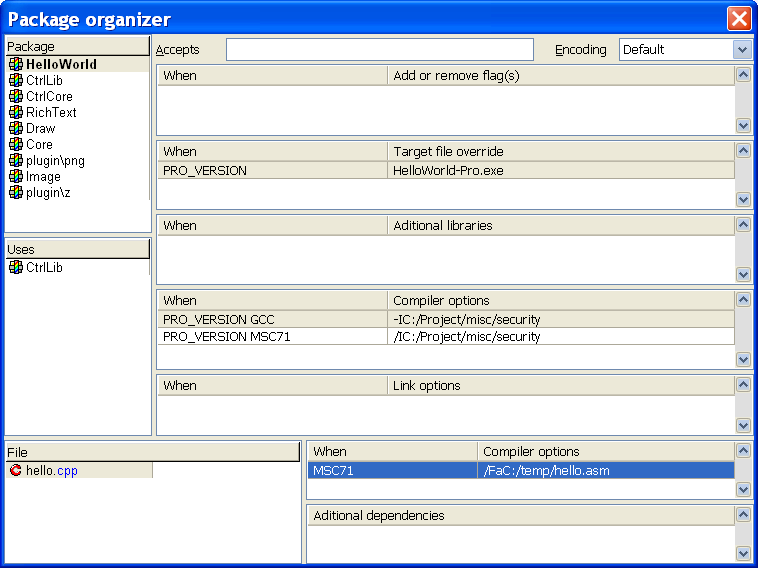 Package organizer
Package
HelloWorld
CtrlLib
CtrlCore
RichText
Draw
Core
plugin\png
Image
plugin\z
Uses
CtrlLib
Accepts
Encoding Default
When Add or remove flag(s)
When Target file override
PRO_VERSION HelloWorld-Pro.exe
When Aditional libraries
When Compiler options
PRO_VERSION GCC -IC:/Project/misc/security
PRO_VERSION MSC71 /IC:/Project/misc/security
When Link options
File
hello.cpp
When Compiler options
MSC71 /FaC:/temp/hello.asm
Aditional dependencies